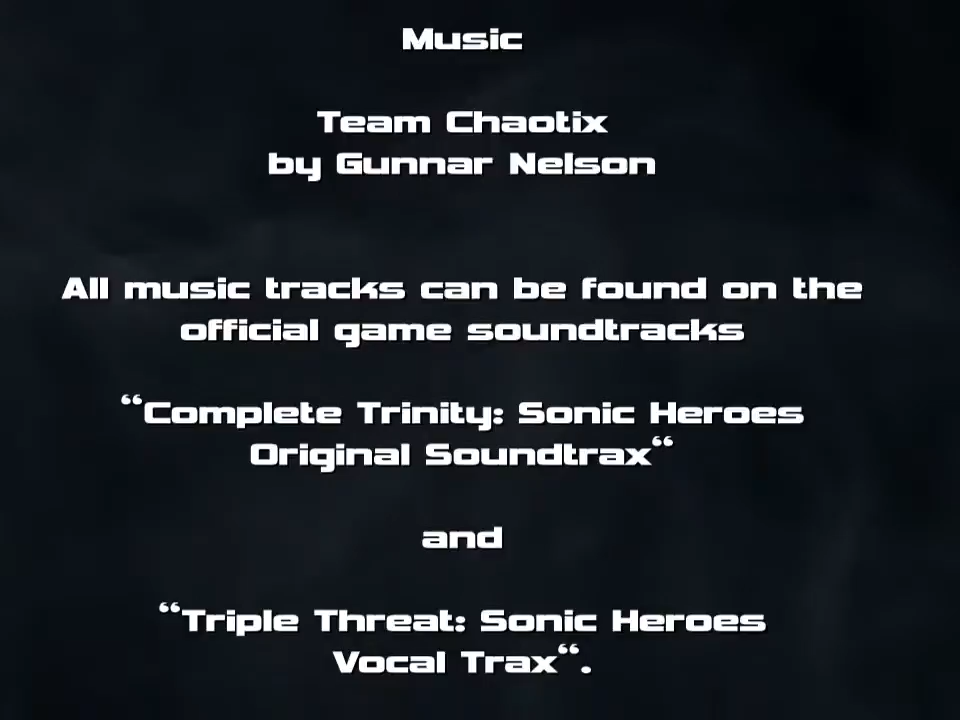 Music
Team Chaotix
by Gunnar Nelson
All music tracks can be found on the
official game soundtracks
“Complete Trinity: Sonic Heroes
Original Soundtrax“
and
“Triple Threat: Sonic Heroes
Vocal Trax“.